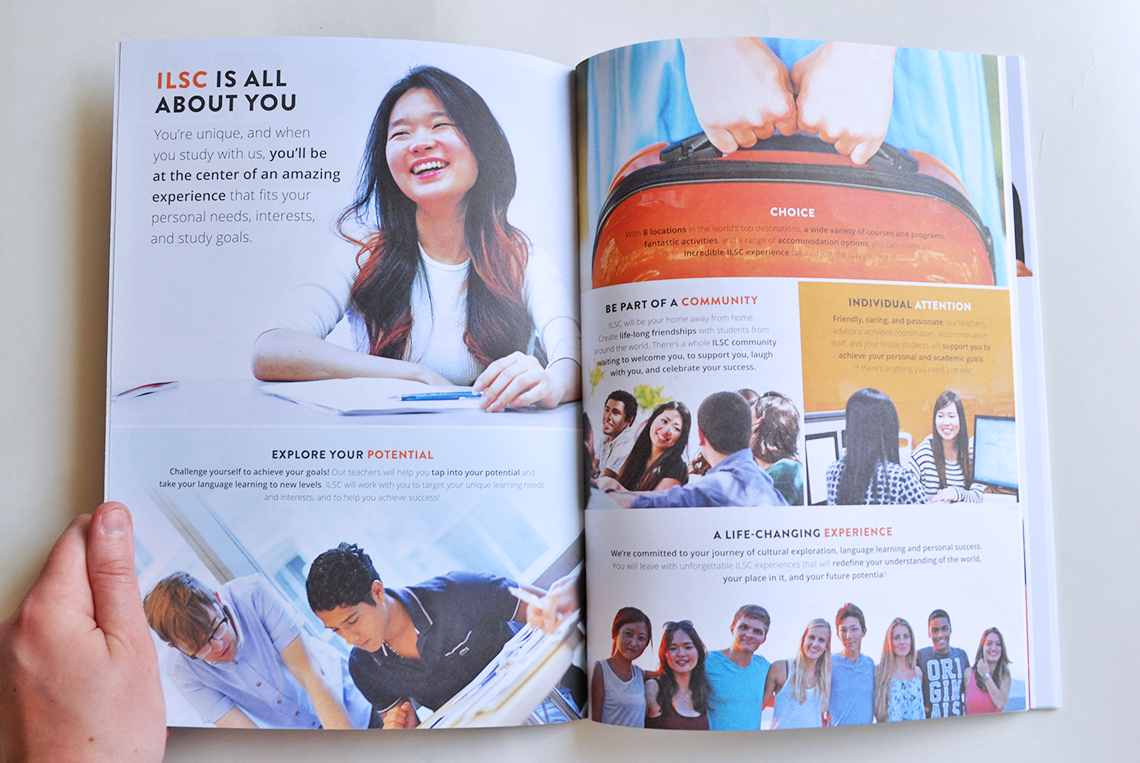 ILSC IS ALL
ABOUT YOU
You're unique, and when
you study with us, you'll be
at the center of an amazing
experience that fits your
personal needs, interests,
and study goals.
EXPLORE YOUR POTENTIAL
Challenge yourself to achieve your goals! Our teachers will help you tap into your potential and
take your language learning to new levels. ILSC will work with you to target your unique learning needs
and interests, and to help you achieve success!
CHOICE
With 8 locations in the world's top destinations, a wide variety of courses and programs,
fantastic activities, and a range of accommodation options, you can
incredible ILSC experience tailored just the way you
BE PART OF A COMMUNITY
ILSC will be your home away from home.
Create life-long friendships with students from
around the world. There's a whole ILSC community
waiting to welcome you, to support you, laugh
with you, and celebrate your success.
INDIVIDUAL ATTENTION
Friendly, caring, and passionate, our teachers,
advisors, activities coordinators, accommodation
staff, and your fellow students will support you to
achieve your personal and academic goals.
If there's anything you need, just ask!
A LIFE-CHANGING EXPERIENCE
We're committed to your journey of cultural exploration, language learning and personal success.
You will leave with unforgettable ILSC experiences that will redefine your understanding of the world,
your place in it, and your future potential!
ORI
GIN
ALS